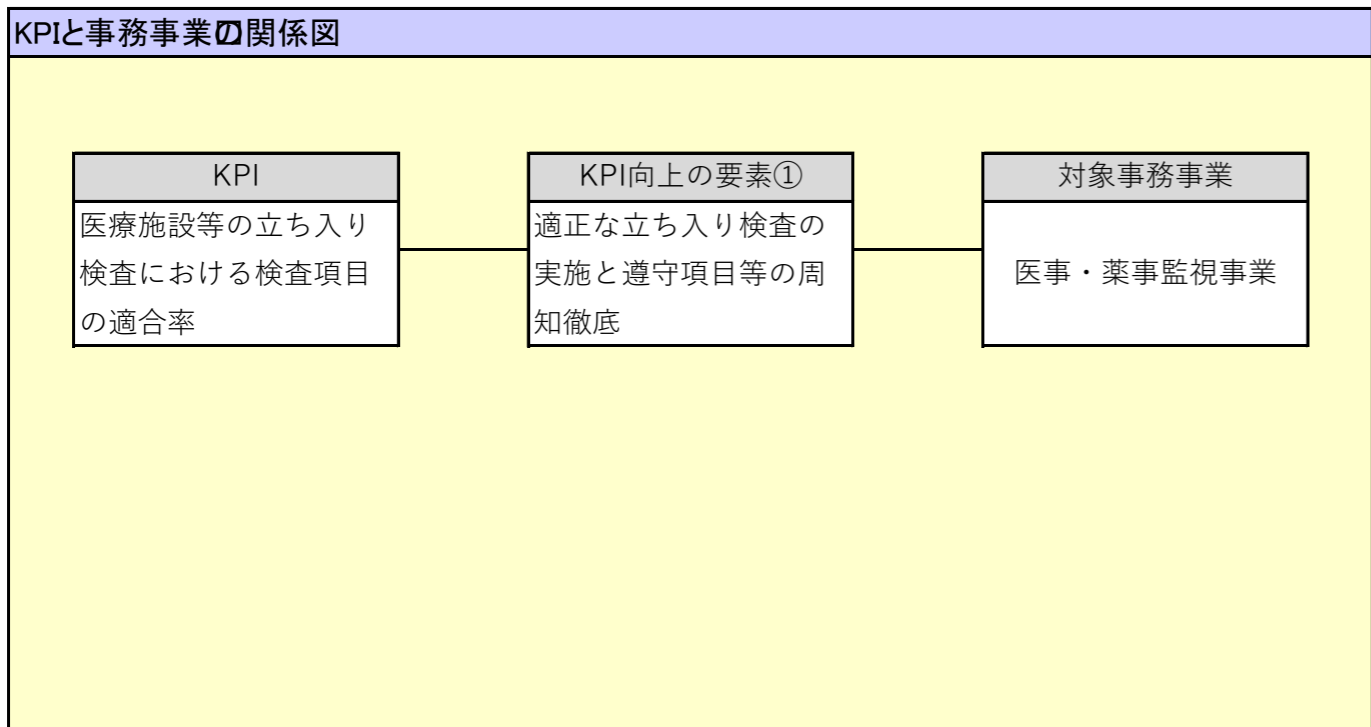 KPIと事務事業の関係図
KPI
医療施設等の立ち入り
検査における検査項目
の適合率
KPI向上の要素①
適正な立ち入り検査の
実施と遵守項目等の周
知徹底
対象事務事業
医事・薬事監視事業